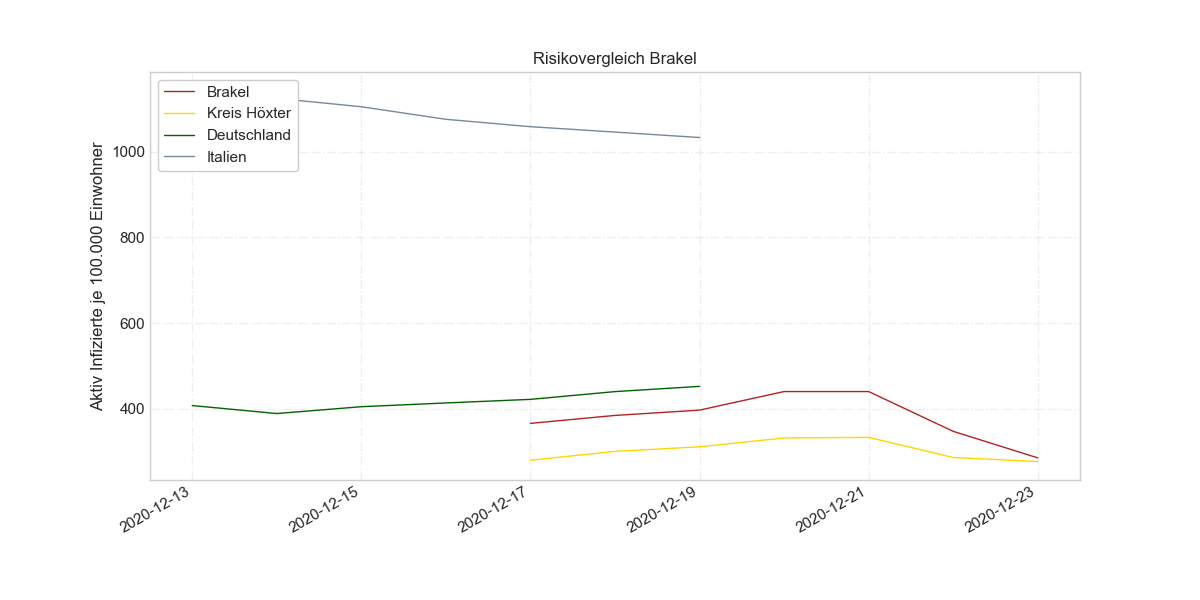 Risikovergleich Brakel
Brakel
Kreis Höxter
Deutschland
Italien
Aktiv Infizierte je 100.000 Einwohner
1000
800
600
400
2020-12-13
2020-12-15
2020-12-17
2020-12-19
2020-12-21
2020-12-23